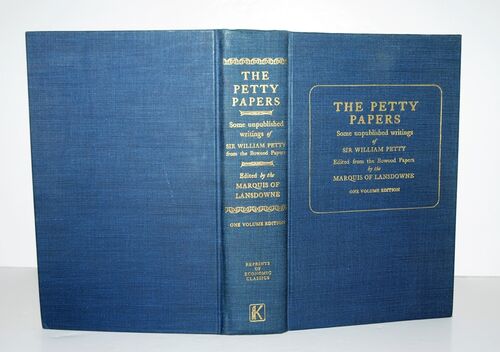 THE
PETTY
PAPERS
Some unpublished
writings of
SIR WILLIAM PETTY
from the Bowood Papers
Edited by the
MARQUIS OF
LANSDOWNE
ONE VOLUME EDITION
REPRINTS
OF
ECONOMIC
CLASSICS
K
THE PETTY
PAPERS
Some unpublished writings
of
SIR WILLIAM PETTY
Edited from the Bowood Papers
by the
MARQUIS OF LANSDOWNE
ONE VOLUME EDITION